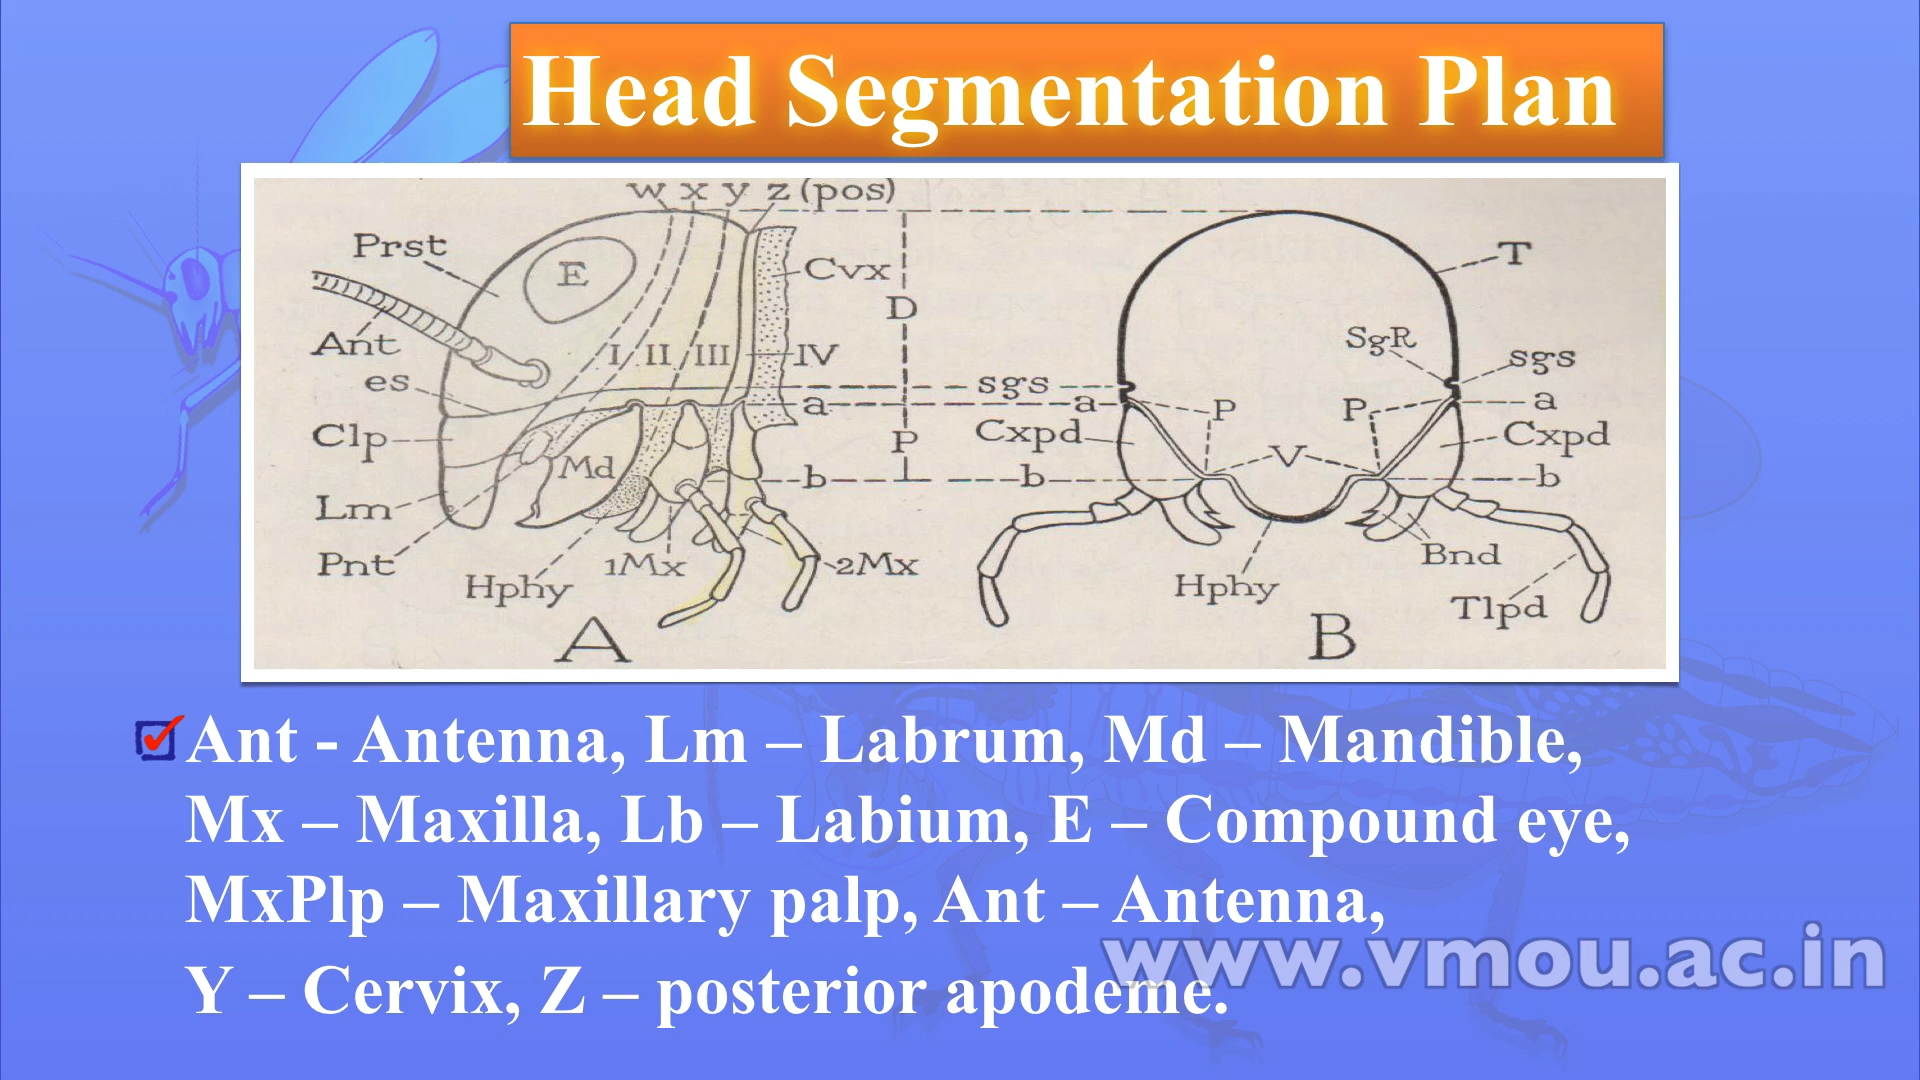 Head Segmentation Plan
w x y z (pos)
Prst
E
Cvx
T
D
Ant
I II III IV
SgR
sgs
es
sgs
a
a
a
P
P
Clp
P
Cxpd
Cxpd
V
Md
b
b
b
Lm
Pnt
Hphy
1Mx
2Mx
Hphy
Bnd
Tlpd
A
B
Ant - Antenna, Lm – Labrum, Md – Mandible,
Mx – Maxilla, Lb – Labium, E – Compound eye,
MxPlp – Maxillary palp, Ant – Antenna,
www.vmou.ac.in
Y – Cervix, Z – posterior apodeme.